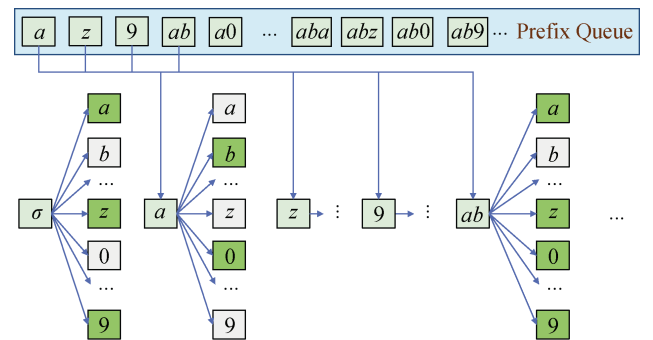 a z 9 ab a0 ... aba abz ab0 ab9 ... Prefix Queue
a a a
b b b
... ... ...
σ z a z z ⋮ 9 ⋮ ab z ...
0 0 0
... ... ...
9 9 9